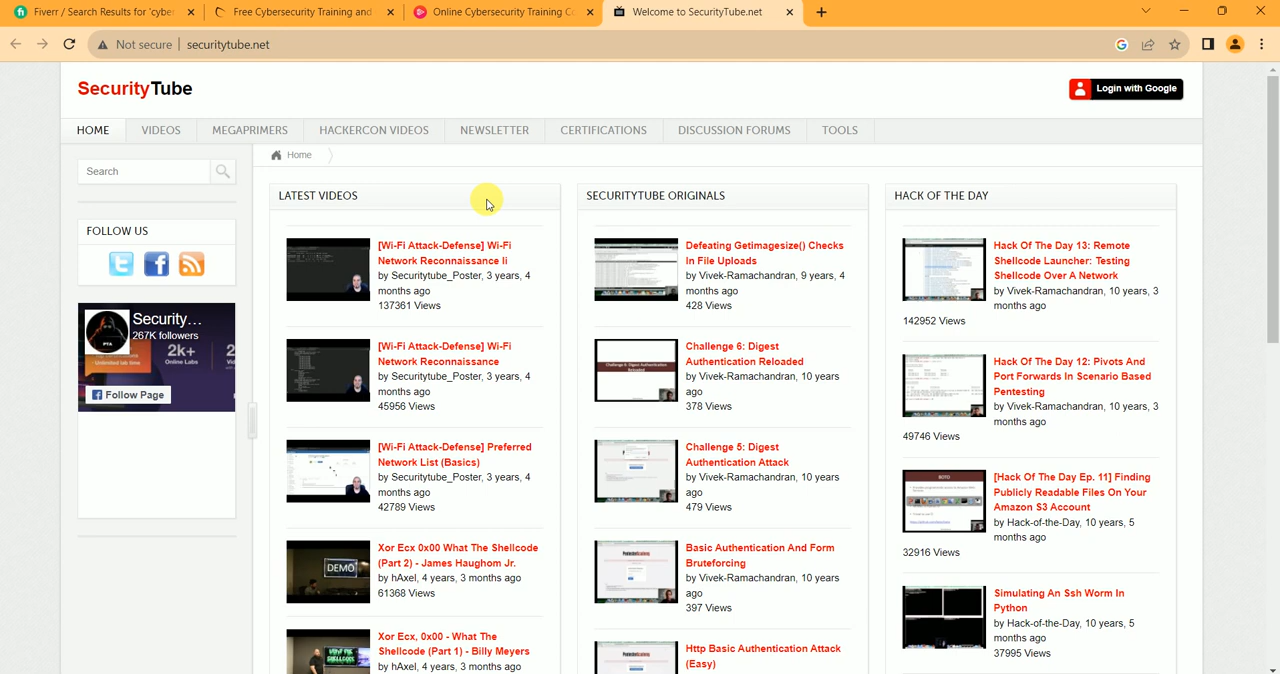 Fiverr / Search Results for 'cyber
Free Cybersecurity Training and
Online Cybersecurity Training Co
Welcome to SecurityTube.net
Not secure
securitytube.net
SecurityTube
Login with Google
HOME
VIDEOS
MEGAPRIMERS
HACKERCON VIDEOS
NEWSLETTER
CERTIFICATIONS
DISCUSSION FORUMS
TOOLS
Search
Home
FOLLOW US
Security...
267K followers
PTA
2k+
Online Labs
Follow Page
LATEST VIDEOS
[Wi-Fi Attack-Defense] Wi-Fi
Network Reconnaissance Ii
by Securitytube_Poster, 3 years, 4
months ago
137361 Views
[Wi-Fi Attack-Defense] Wi-Fi
Network Reconnaissance
by Securitytube_Poster, 3 years, 4
months ago
45956 Views
[Wi-Fi Attack-Defense] Preferred
Network List (Basics)
by Securitytube_Poster, 3 years, 4
months ago
42789 Views
DEMO
Xor Ecx 0x00 What The Shellcode
(Part 2) - James Haughom Jr.
by hAxel, 4 years, 3 months ago
61368 Views
Xor Ecx, 0x00 - What The
Shellcode (Part 1) - Billy Meyers
by hAxel, 4 years, 3 months ago
SECURITYTUBE ORIGINALS
Defeating Getimagesize() Checks
In File Uploads
by Vivek-Ramachandran, 9 years, 4
months ago
428 Views
Challenge 6: Digest
Authentication Reloaded
by Vivek-Ramachandran, 10 years
ago
378 Views
Challenge 5: Digest
Authentication Attack
by Vivek-Ramachandran, 10 years
ago
479 Views
Basic Authentication And Form
Bruteforcing
by Vivek-Ramachandran, 10 years
ago
397 Views
Http Basic Authentication Attack
(Easy)
HACK OF THE DAY
Hack Of The Day 13: Remote
Shellcode Launcher: Testing
Shellcode Over A Network
by Vivek-Ramachandran, 10 years, 3
months ago
142952 Views
Hack Of The Day 12: Pivots And
Port Forwards In Scenario Based
Pentesting
by Vivek-Ramachandran, 10 years, 3
months ago
49746 Views
[Hack Of The Day Ep. 11] Finding
Publicly Readable Files On Your
Amazon S3 Account
by Hack-of-the-Day, 10 years, 5
months ago
32916 Views
Simulating An Ssh Worm In
Python
by Hack-of-the-Day, 10 years, 5
months ago
37995 Views